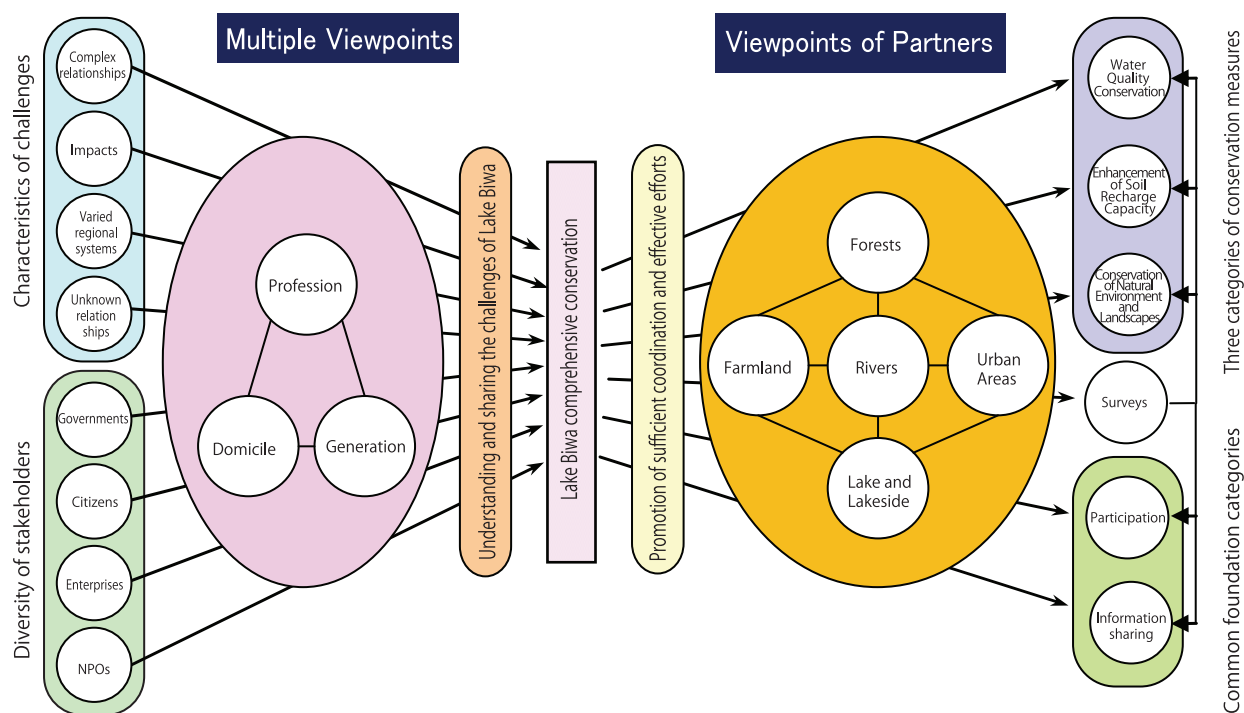 Multiple Viewpoints
Viewpoints of Partners
Characteristics of challenges
Complex
relationships
Impacts
Varied
regional
systems
Unknown
relation
ships
Diversity of stakeholders
Governments
Citizens
Enterprises
NPOs
Profession
Domicile
Generation
Understanding and sharing the challenges of Lake Biwa
Lake Biwa comprehensive conservation
Promotion of sufficient coordination and effective efforts
Forests
Farmland
Rivers
Urban
Areas
Lake and
Lakeside
Three categories of conservation measures
Water
Quality
Conservation
Enhancement
of Soil
Recharge
Capacity
Conservation
of Natural
Environment
and
Landscapes
Surveys
Common foundation categories
Participation
Information
sharing